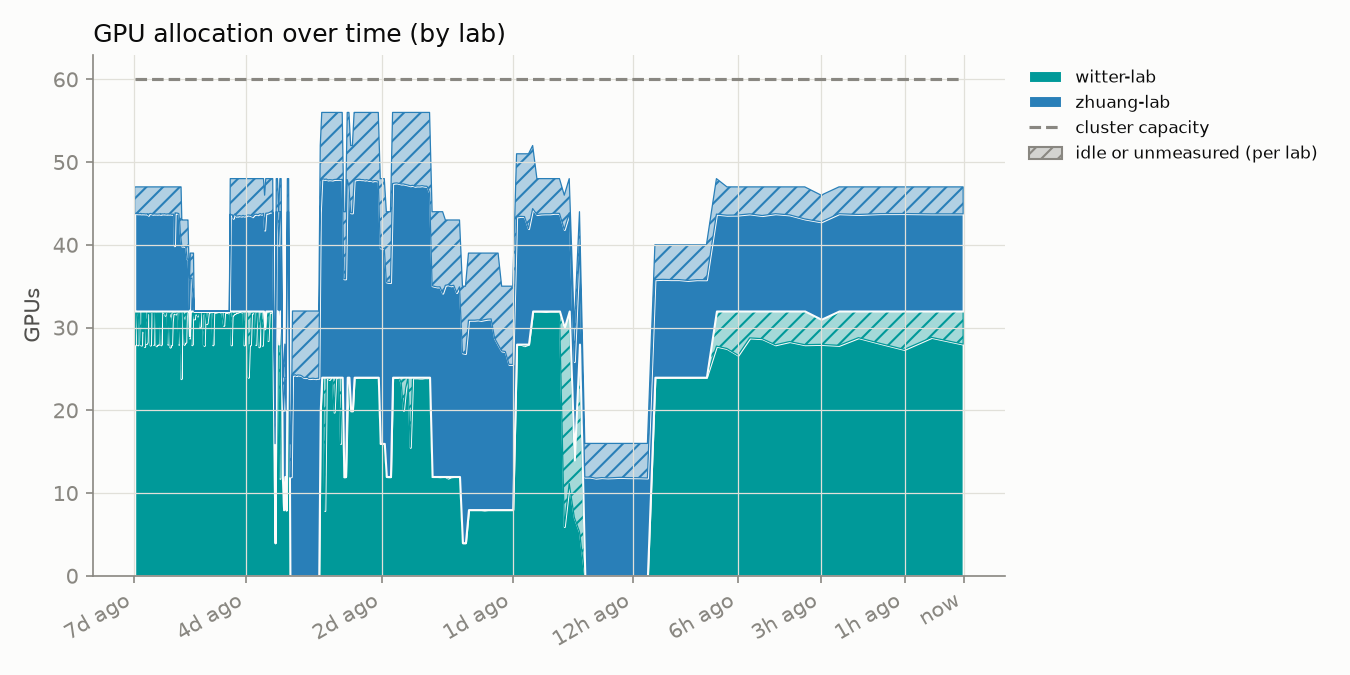 GPU allocation over time (by lab)
GPUs
60
50
40
30
20
10
0
7d ago
4d ago
2d ago
1d ago
12h ago
6h ago
3h ago
1h ago
now
witter-lab
zhuang-lab
cluster capacity
idle or unmeasured (per lab)